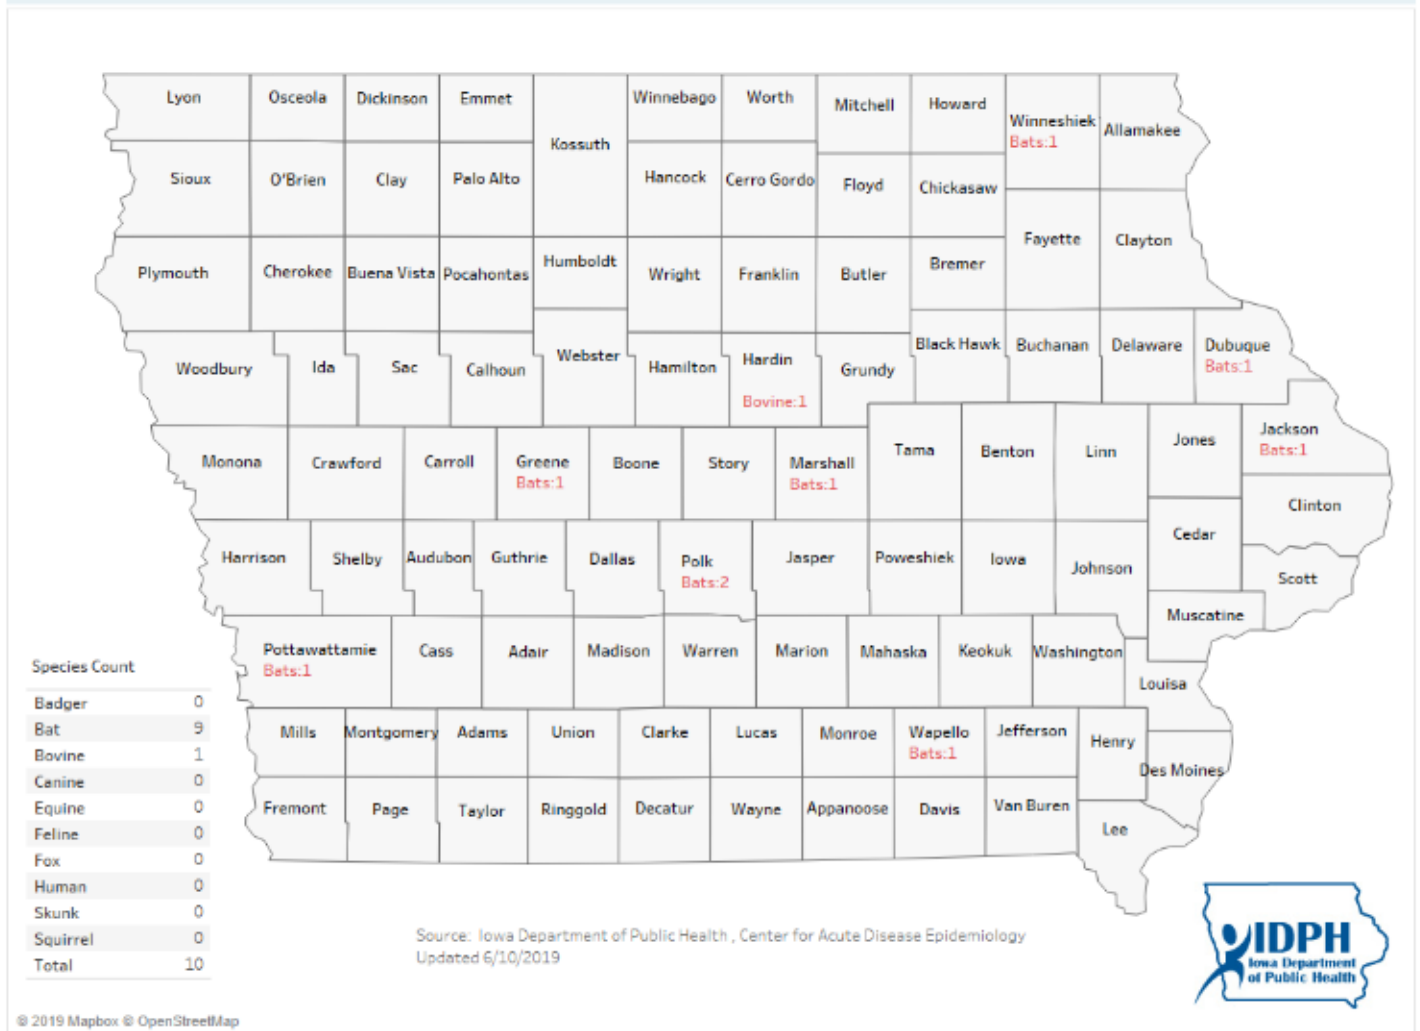 Lyon Osceola Dickinson Emmet Winnebago Worth Mitchell Howard
Winneshiek Allamakee
Bats:1
Kossuth
Sioux O'Brien Clay Palo Alto Hancock Cerro Gordo Floyd Chickasaw
Fayette Clayton
Plymouth Cherokee Buena Vista Pocahontas Humboldt Wright Franklin Butler Bremer
Woodbury Ida Sac Calhoun Webster Hamilton Hardin Grundy Black Hawk Buchanan Delaware Dubuque
Bats:1
Bovine:1
Monona Crawford Carroll Greene Boone Story Marshall Tama Benton Linn Jones Jackson
Bats:1
Bats:1
Bats:1
Clinton
Harrison Shelby Audubon Guthrie Dallas Polk Jasper Poweshiek Iowa Johnson Cedar Scott
Bats:2
Muscatine
Pottawattamie Cass Adair Madison Warren Marion Mahaska Keokuk Washington
Bats:1
Louisa
Mills Montgomery Adams Union Clarke Lucas Monroe Wapello Jefferson Henry
Bats:1
Des Moines
Fremont Page Taylor Ringgold Decatur Wayne Appanoose Davis Van Buren Lee
Species Count
Badger 0
Bat 9
Bovine 1
Canine 0
Equine 0
Feline 0
Fox 0
Human 0
Skunk 0
Squirrel 0
Total 10
Source: Iowa Department of Public Health , Center for Acute Disease Epidemiology
Updated 6/10/2019
IDPH
Iowa Department
of Public Health
© 2019 Mapbox © OpenStreetMap